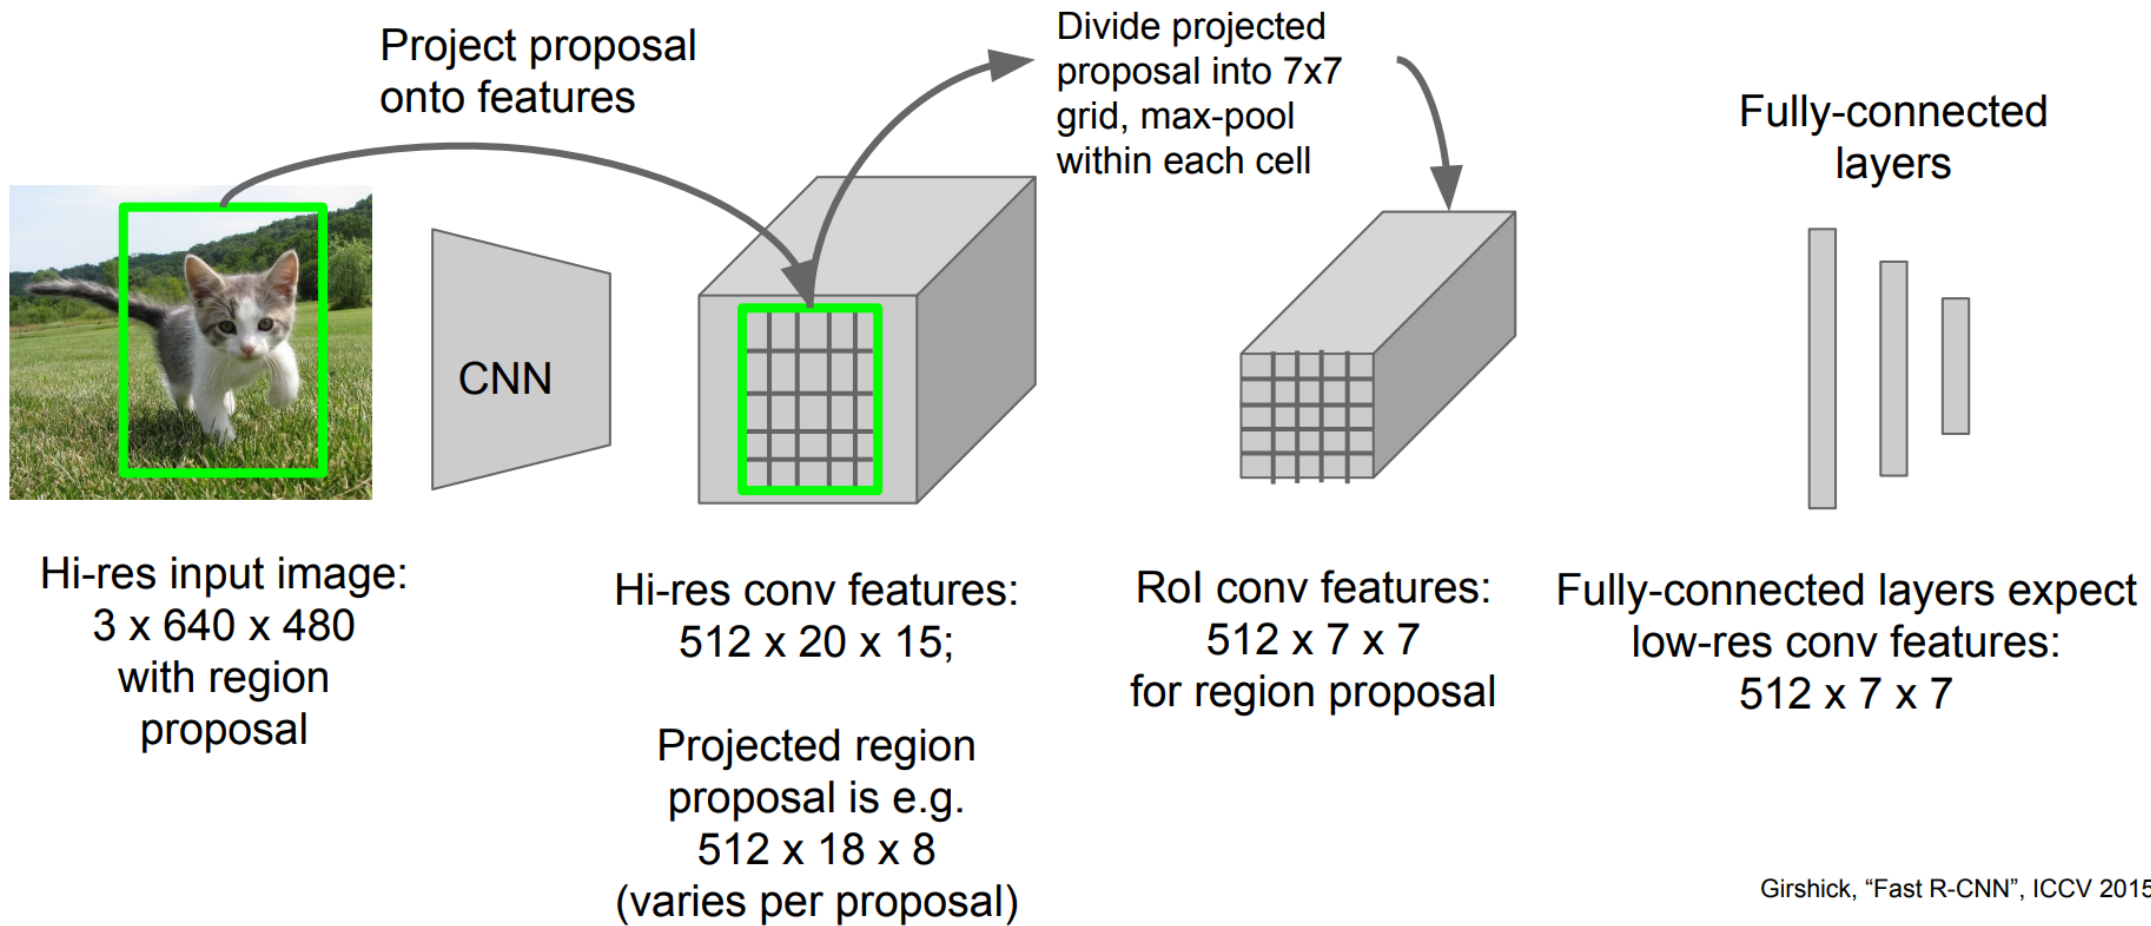 Project proposal
onto features
Divide projected
proposal into 7x7
grid, max-pool
within each cell
Fully-connected
layers
CNN
Hi-res input image:
3 x 640 x 480
with region
proposal
Hi-res conv features:
512 x 20 x 15;
Projected region
proposal is e.g.
512 x 18 x 8
(varies per proposal)
RoI conv features:
512 x 7 x 7
for region proposal
Fully-connected layers expect
low-res conv features:
512 x 7 x 7
Girshick, “Fast R-CNN”, ICCV 2015